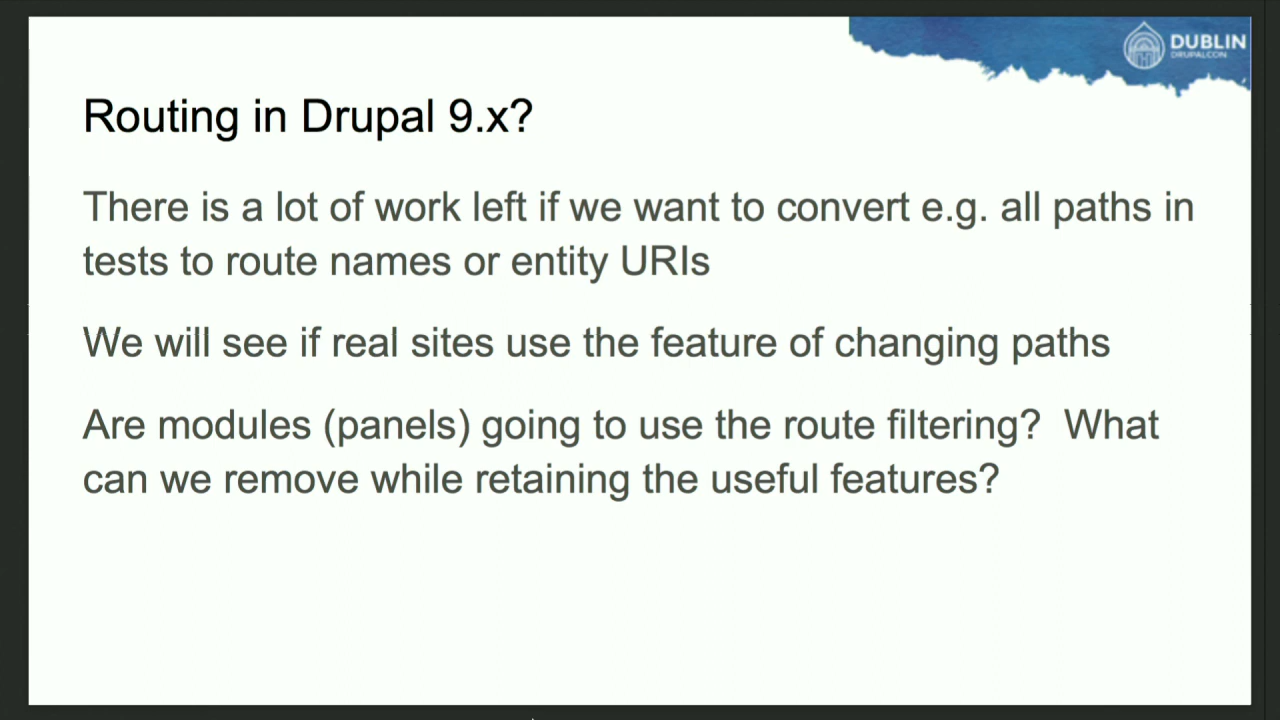 DUBLIN
DRUPALCON
Routing in Drupal 9.x?
There is a lot of work left if we want to convert e.g. all paths in
tests to route names or entity URIs
We will see if real sites use the feature of changing paths
Are modules (panels) going to use the route filtering?  What
can we remove while retaining the useful features?